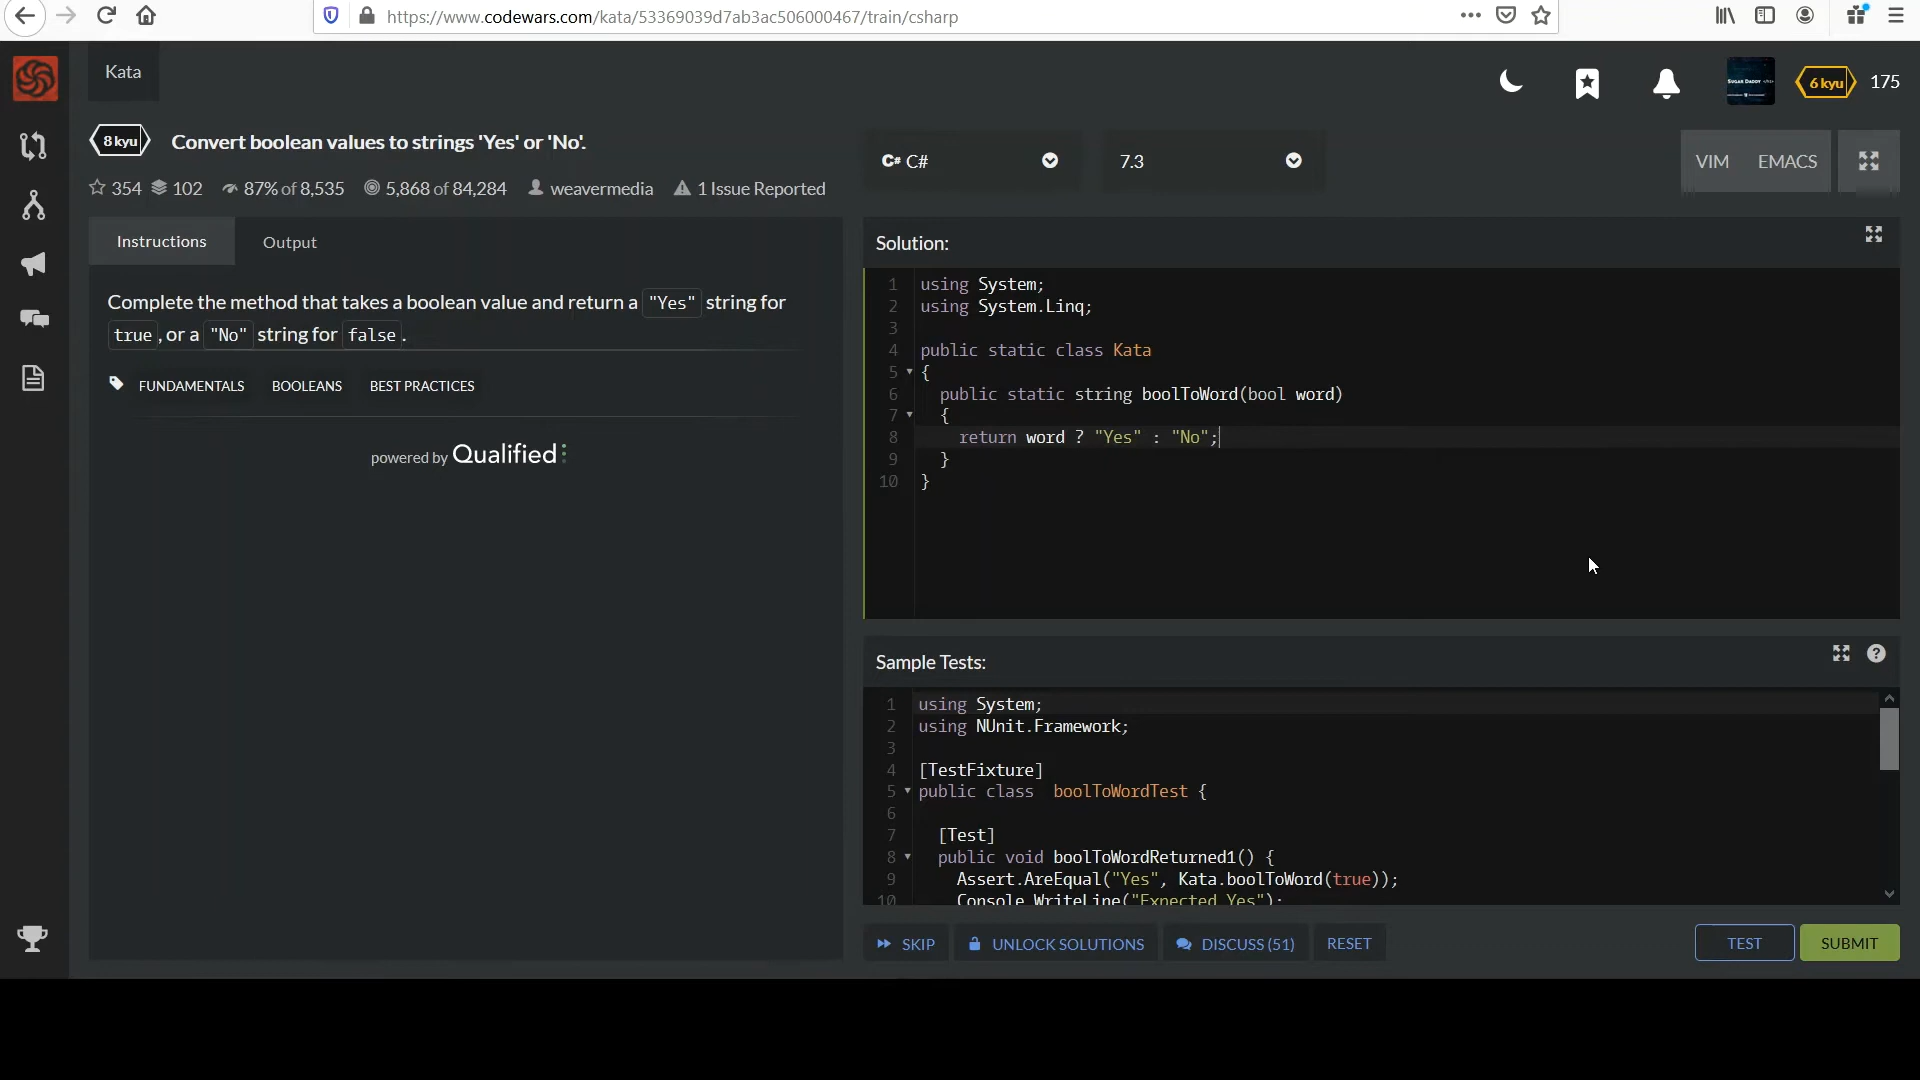 https://www.codewars.com/kata/53369039d7ab3ac506000467/train/csharp
Kata
SUGAR DADDY
6 kyu 175
8 kyu Convert boolean values to strings 'Yes' or 'No'.
354 102 87% of 8,535 5,868 of 84,284 weavermedia 1 Issue Reported
C# C#
7.3
VIM EMACS
Instructions Output
Complete the method that takes a boolean value and return a "Yes" string for
true , or a "No" string for false .
FUNDAMENTALS BOOLEANS BEST PRACTICES
powered by Qualified
Solution:
1 using System;
2 using System.Linq;
3
4 public static class Kata
5 {
6 public static string boolToWord(bool word)
7 {
8 return word ? "Yes" : "No";
9 }
10 }
Sample Tests:
1 using System;
2 using NUnit.Framework;
3
4 [TestFixture]
5 public class boolToWordTest {
6
7 [Test]
8 public void boolToWordReturned1() {
9 Assert.AreEqual("Yes", Kata.boolToWord(true));
10 Console.WriteLine("Expected Yes");
SKIP UNLOCK SOLUTIONS DISCUSS (51) RESET
TEST SUBMIT